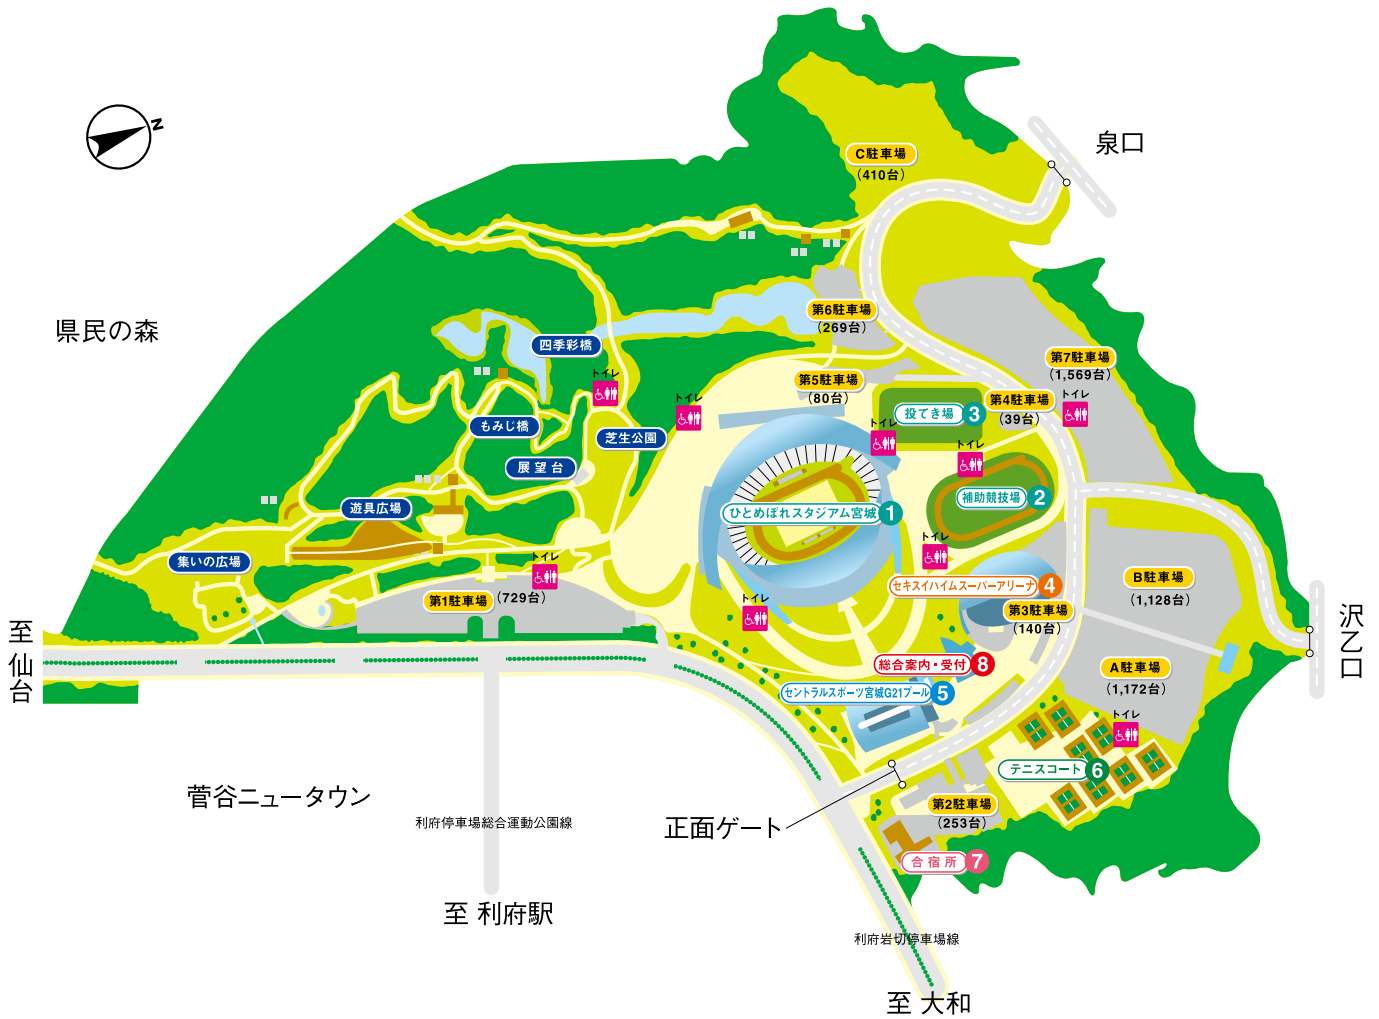 N
泉口
C駐車場
(410台)
県民の森
第6駐車場
(269台)
四季彩橋
第7駐車場
(1,569台)
トイレ
トイレ
第5駐車場
(80台)
第4駐車場
(39台)
トイレ
投てき場 3
トイレ
もみじ橋
芝生公園
トイレ
展望台
補助競技場 2
遊具広場
ひとめぼれスタジアム宮城 1
トイレ
集いの広場
トイレ
セキスイハイムスーパーアリーナ 4
B駐車場
(1,128台)
第1駐車場 (729台)
トイレ
第3駐車場
(140台)
至仙台
沢乙口
総合案内・受付 8
A駐車場
(1,172台)
セントラルスポーツ宮城G21プール 5
トイレ
テニスコート 6
菅谷ニュータウン
利府停車場総合運動公園線
正面ゲート
第2駐車場
(253台)
合宿所 7
至 利府駅
利府岩切停車場線
至 大和